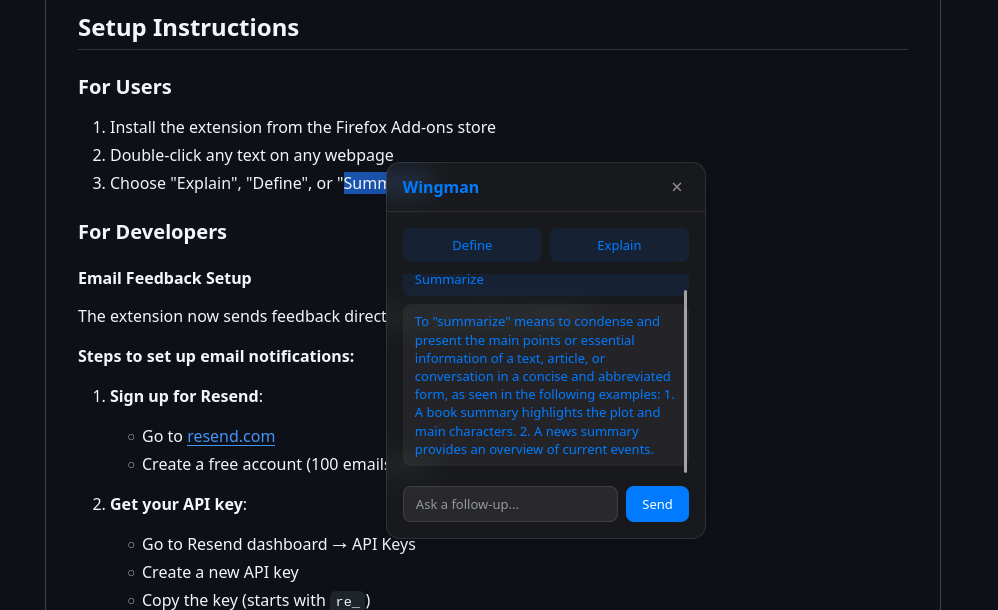 Setup Instructions
For Users
1. Install the extension from the Firefox Add-ons store
2. Double-click any text on any webpage
3. Choose "Explain", "Define", or "Summ
Wingman ✕
Define Explain
Summarize
To "summarize" means to condense and
present the main points or essential
information of a text, article, or
conversation in a concise and abbreviated
form, as seen in the following examples: 1.
A book summary highlights the plot and
main characters. 2. A news summary
provides an overview of current events.
Ask a follow-up... Send
For Developers
Email Feedback Setup
The extension now sends feedback direct
Steps to set up email notifications:
1. Sign up for Resend:
○ Go to resend.com
○ Create a free account (100 emails
2. Get your API key:
○ Go to Resend dashboard → API Keys
○ Create a new API key
○ Copy the key (starts with re_ )